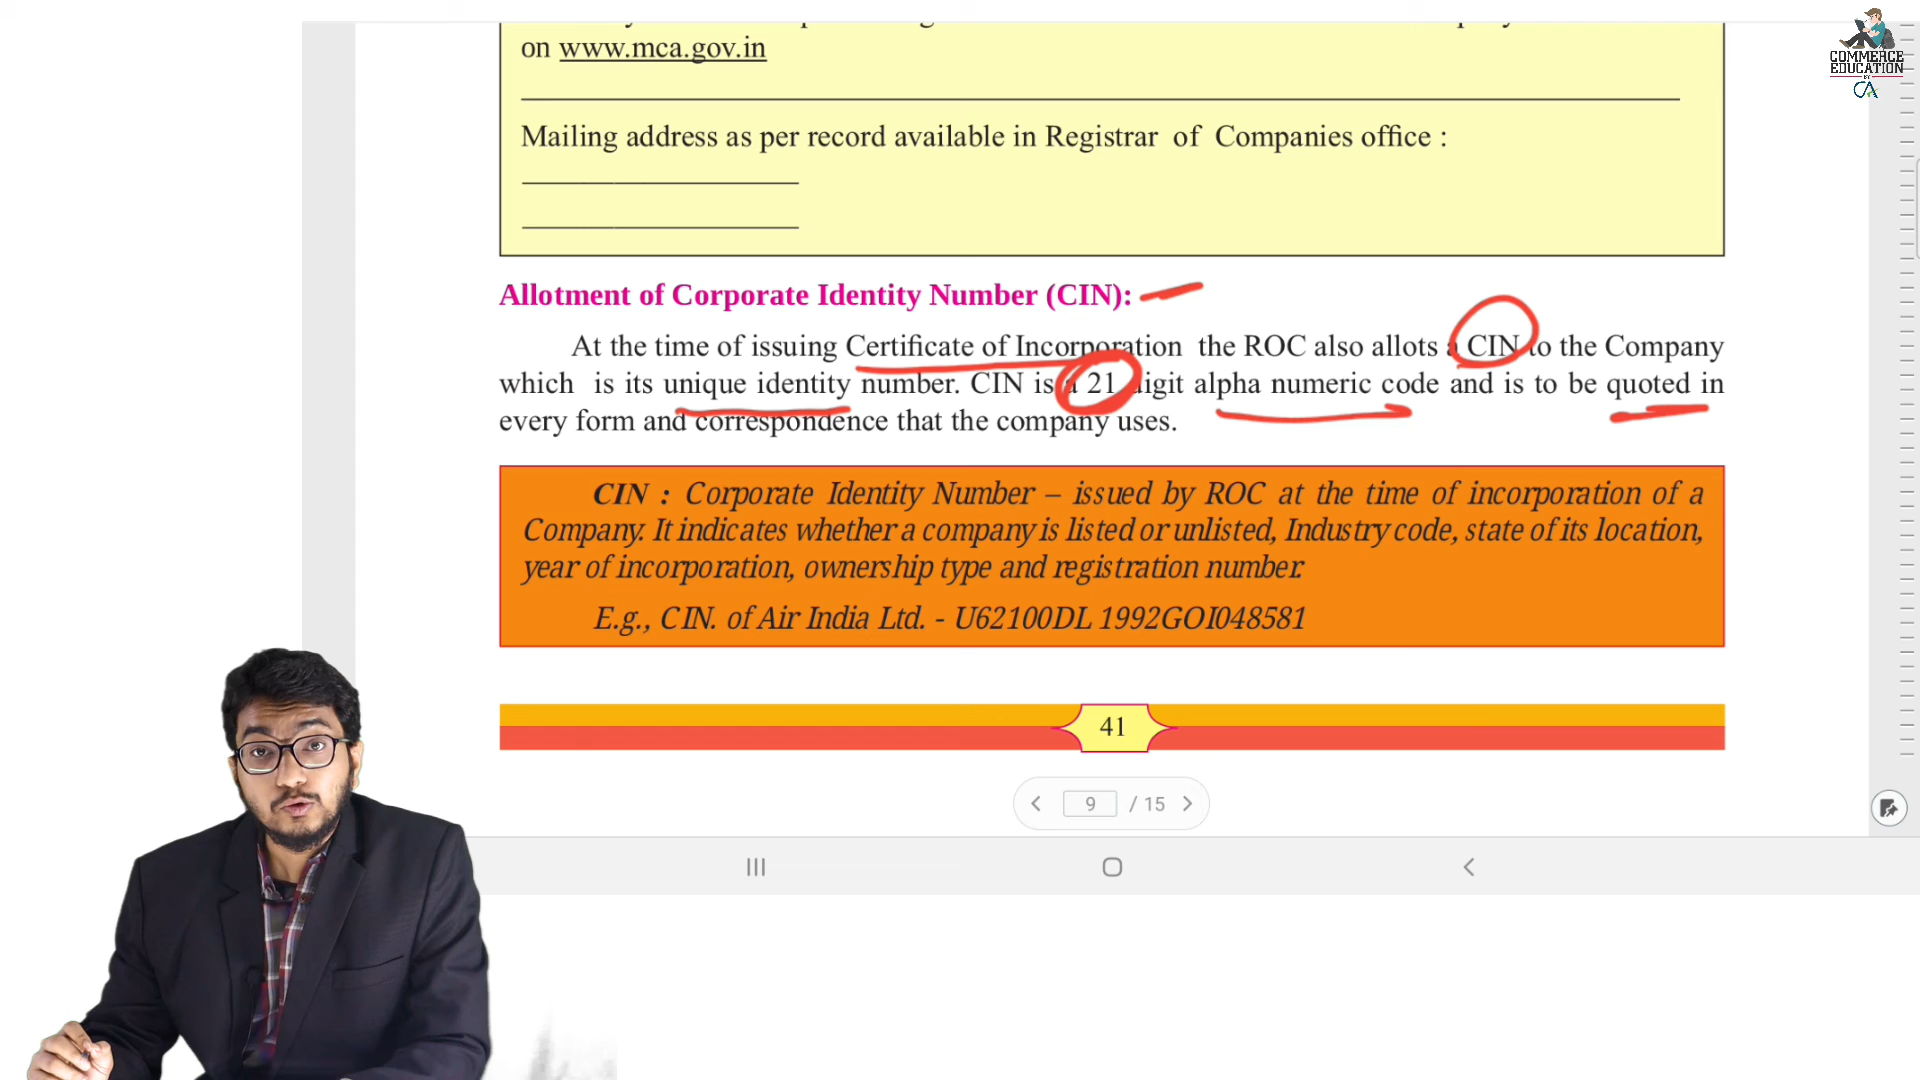 on www.mca.gov.in
Mailing address as per record available in Registrar of Companies office :
Allotment of Corporate Identity Number (CIN):
At the time of issuing Certificate of Incorporation the ROC also allots a CIN to the Company
which is its unique identity number. CIN is a 21 digit alpha numeric code and is to be quoted in
every form and correspondence that the company uses.
CIN : Corporate Identity Number – issued by ROC at the time of incorporation of a
Company. It indicates whether a company is listed or unlisted, Industry code, state of its location,
year of incorporation, ownership type and registration number.
E.g., CIN. of Air India Ltd. - U62100DL 1992GOI048581
41
9 / 15
COMMERCE
EDUCATION
BY
CA